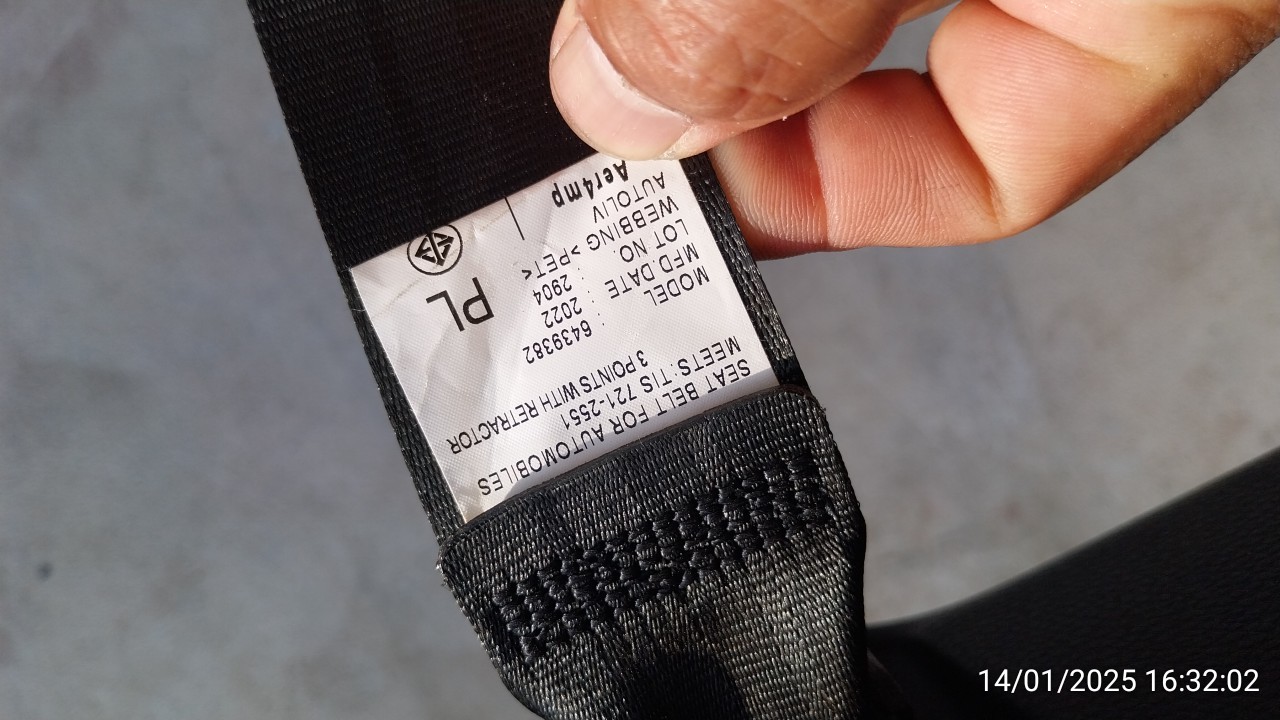 SEAT BELT FOR AUTOMOBILES
MEETS:TIS 721-2551
3 POINTS WITH RETRACTOR
MODEL : 6439382
MFD.DATE : 2022
LOT NO. : 2904
WEBBING >PET<
AUTOLIV
Aer4mp
PL
14/01/2025 16:32:02